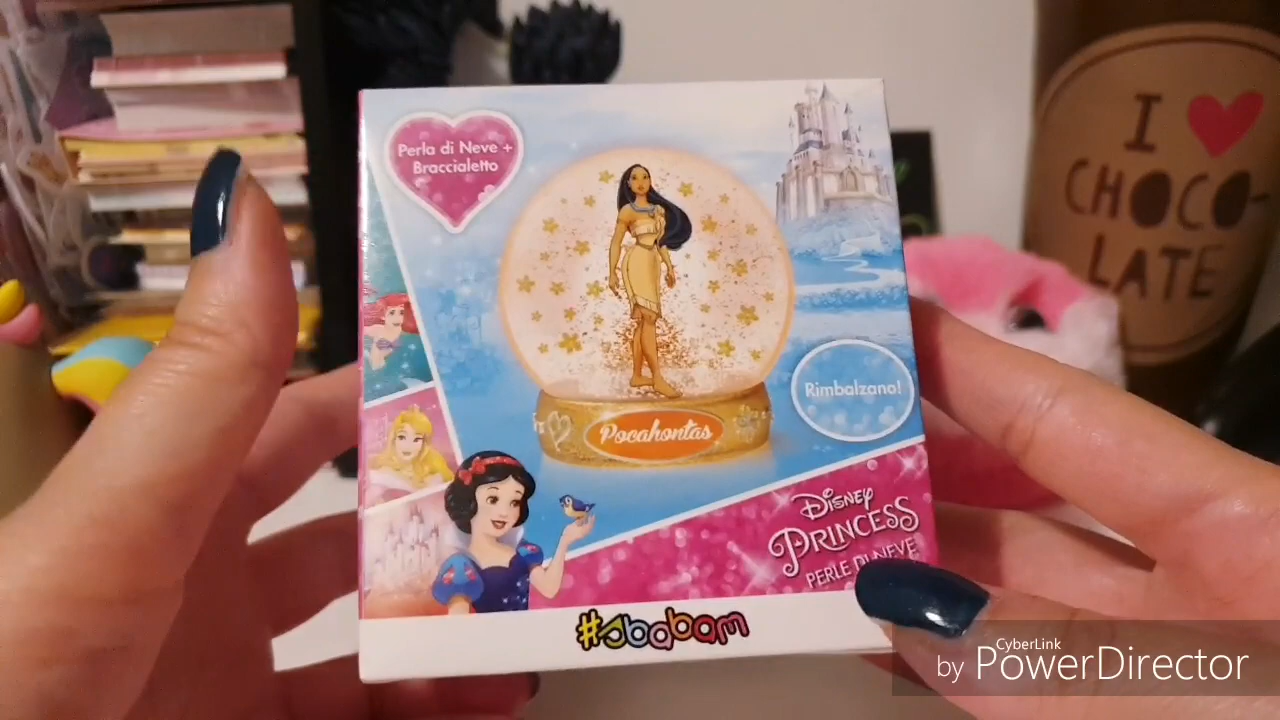 Perla di Neve +
Braccialetto
I ♥
CHOCO-
LATE
Rimbalzano!
Pocahontas
Disney
PRINCESS
PERLE DI NEVE
#sbabam
CyberLink
by PowerDirector